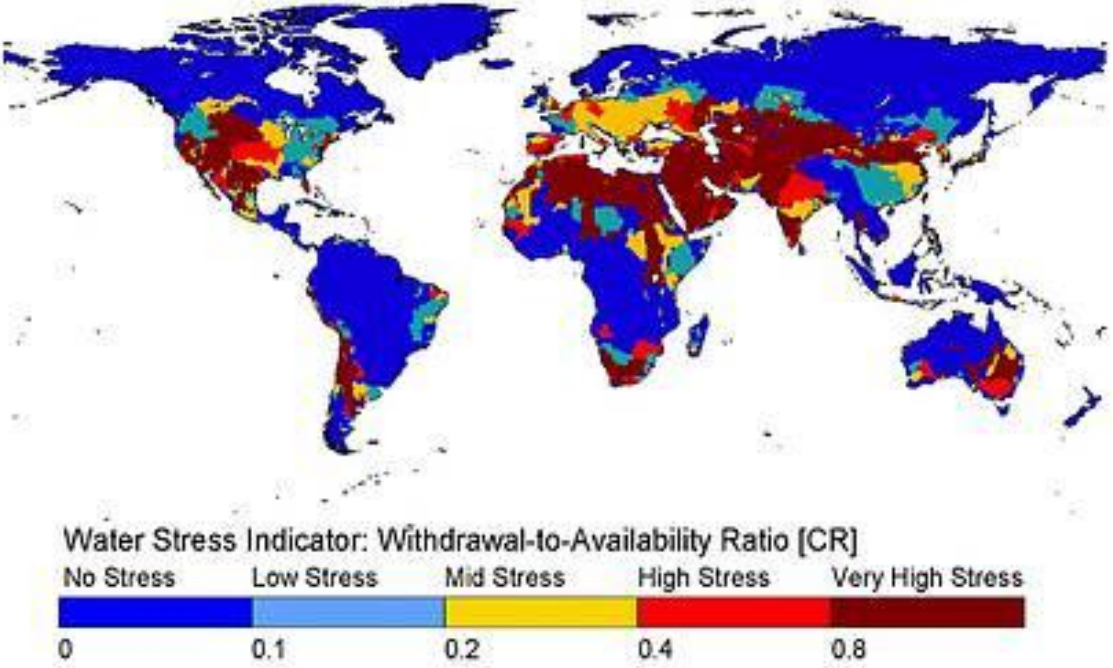 Water Stress Indicator: Withdrawal-to-Availability Ratio [CR]
No Stress Low Stress Mid Stress High Stress Very High Stress
0 0.1 0.2 0.4 0.8